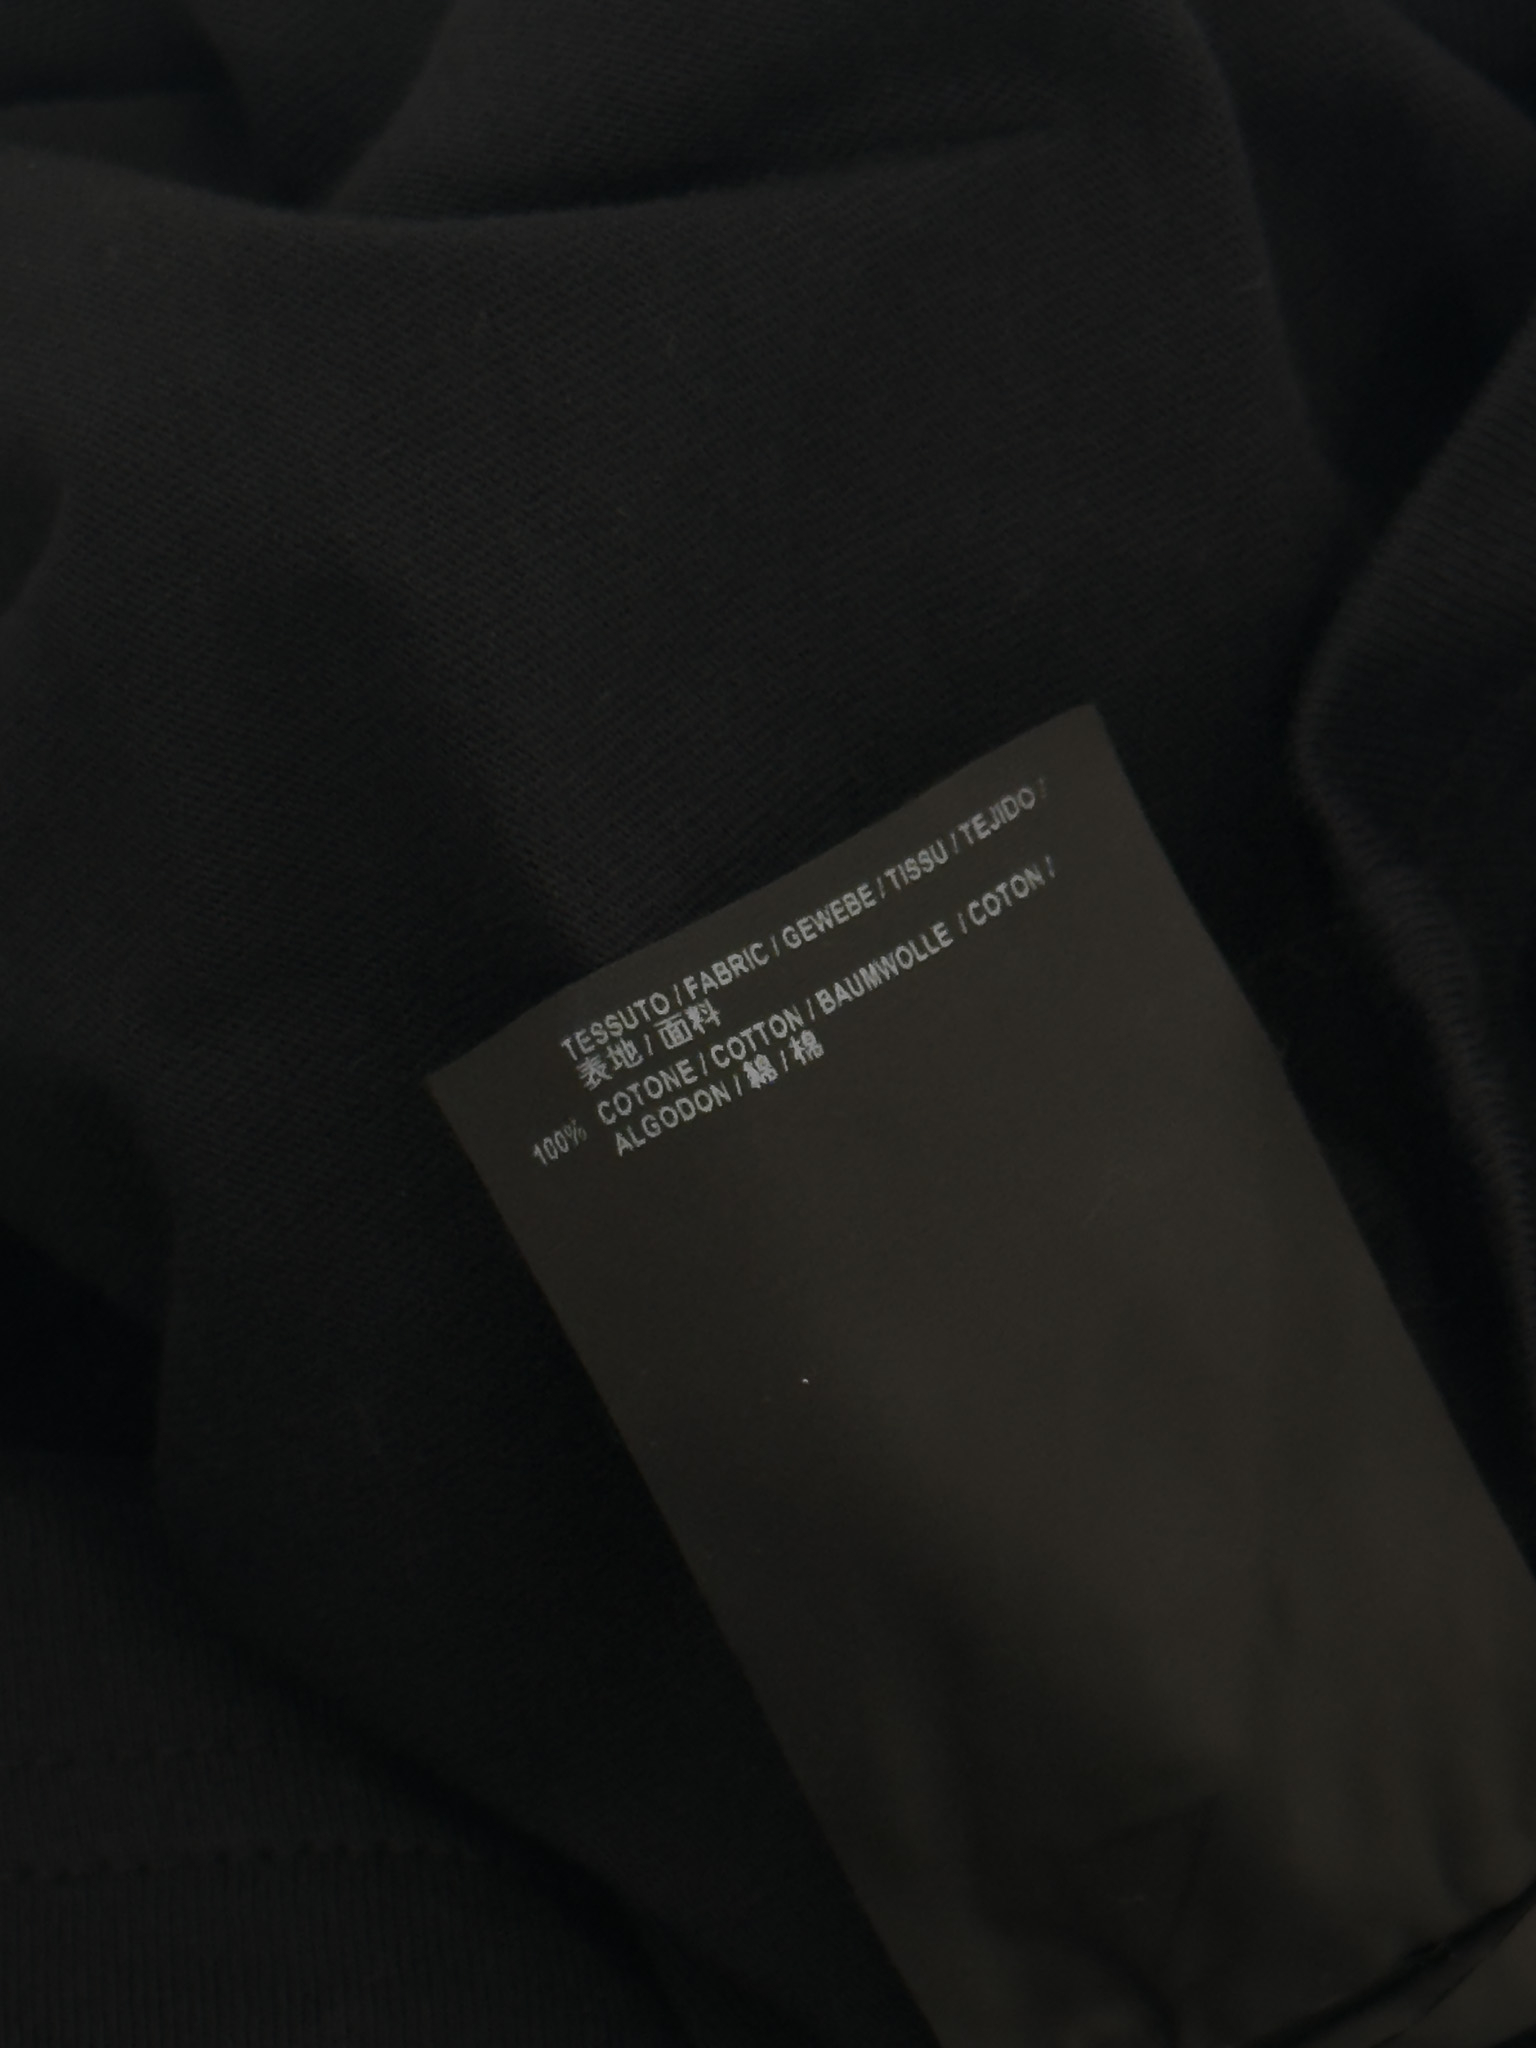 TESSUTO / FABRIC / GEWEBE / TISSU / TEJIDO /
表地 / 面料
100% COTONE / COTTON / BAUMWOLLE / COTON /
ALGODON / 綿 / 棉